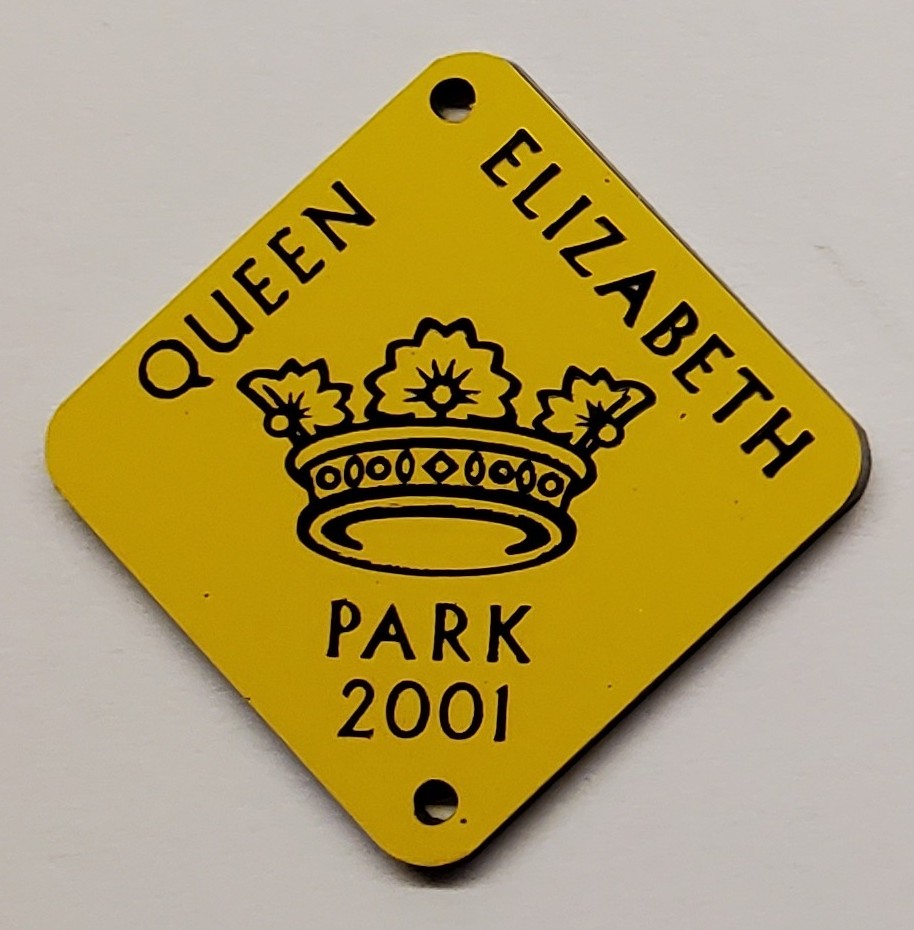 QUEEN
ELIZABETH
PARK
2001